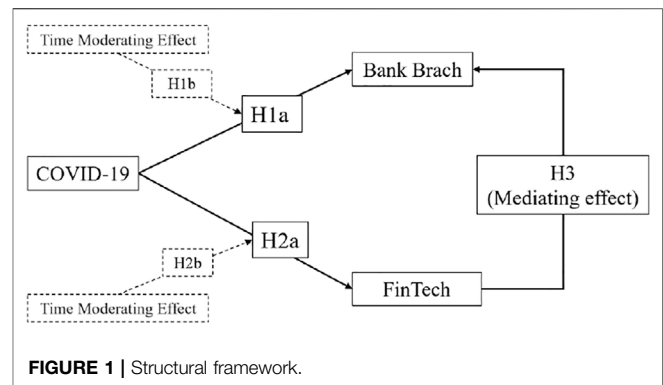 Time Moderating Effect
H1b
H1a
Bank Brach
COVID-19
H3
(Mediating effect)
H2a
H2b
Time Moderating Effect
FinTech
FIGURE 1 | Structural framework.